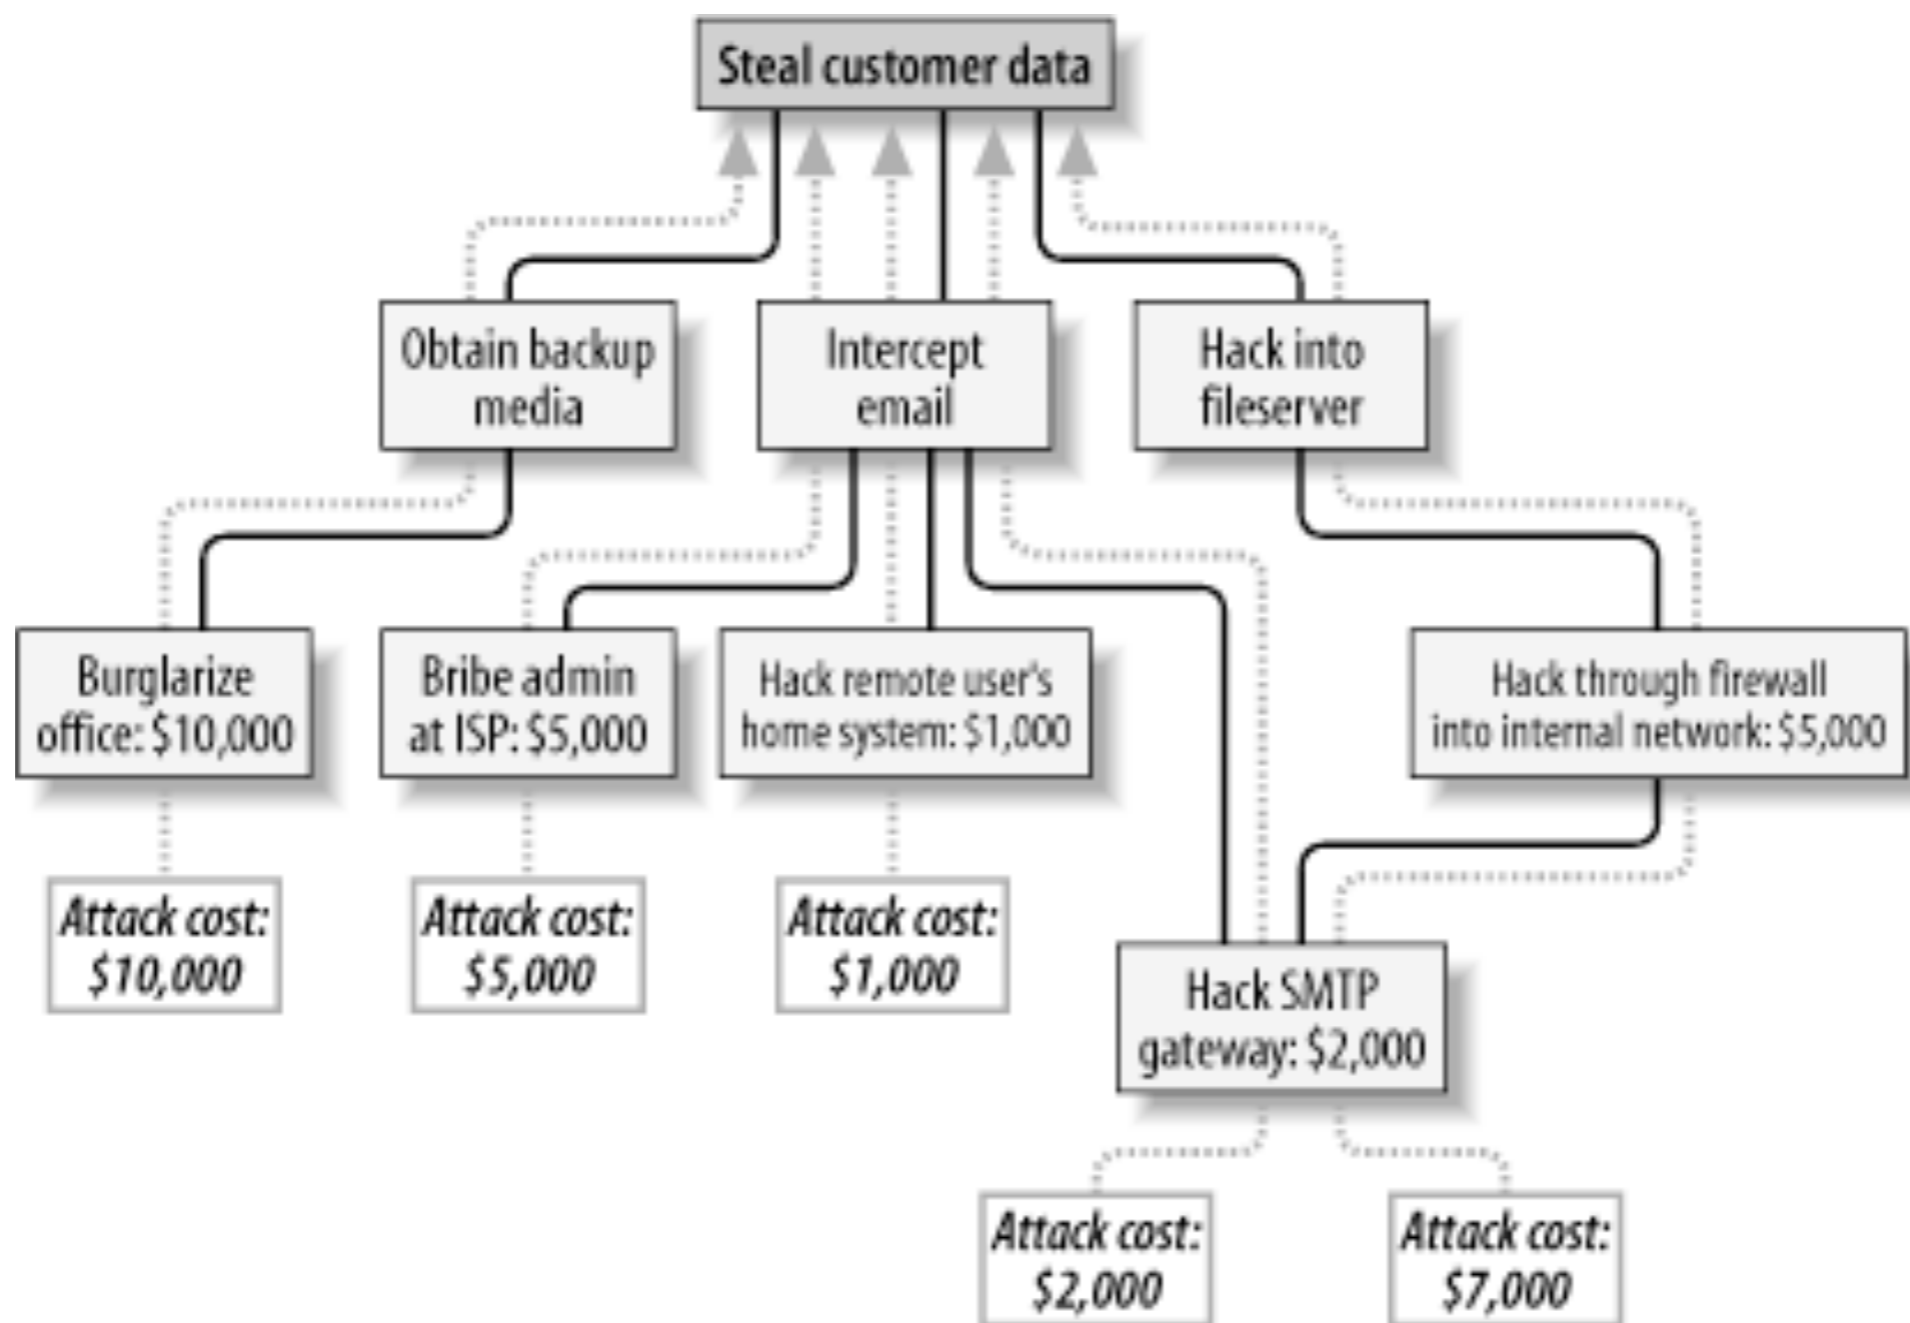 Steal customer data
Obtain backup
media
Intercept
email
Hack into
fileserver
Burglarize
office: $10,000
Bribe admin
at ISP: $5,000
Hack remote user's
home system: $1,000
Hack through firewall
into internal network: $5,000
Attack cost:
$10,000
Attack cost:
$5,000
Attack cost:
$1,000
Hack SMTP
gateway: $2,000
Attack cost:
$2,000
Attack cost:
$7,000